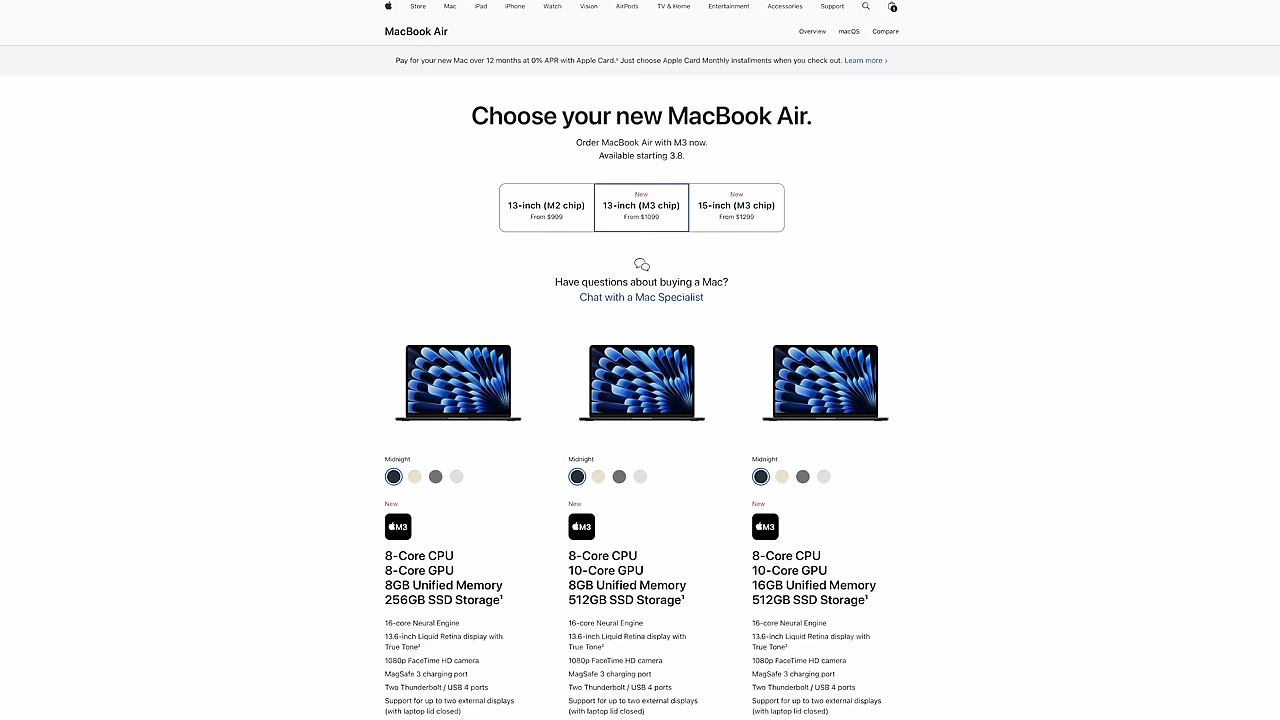 Store Mac iPad iPhone Watch Vision AirPods TV & Home Entertainment Accessories Support
MacBook Air
Overview macOS Compare
Pay for your new Mac over 12 months at 0% APR with Apple Card.° Just choose Apple Card Monthly Installments when you check out. Learn more ›
Choose your new MacBook Air.
Order MacBook Air with M3 now.
Available starting 3.8.
13-inch (M2 chip)
From $999
New
13-inch (M3 chip)
From $1099
New
15-inch (M3 chip)
From $1299
Have questions about buying a Mac?
Chat with a Mac Specialist
Midnight
New
M3
8-Core CPU
8-Core GPU
8GB Unified Memory
256GB SSD Storage¹
16-core Neural Engine
13.6-inch Liquid Retina display with
True Tone²
1080p FaceTime HD camera
MagSafe 3 charging port
Two Thunderbolt / USB 4 ports
Support for up to two external displays
(with laptop lid closed)
Midnight
New
M3
8-Core CPU
10-Core GPU
8GB Unified Memory
512GB SSD Storage¹
16-core Neural Engine
13.6-inch Liquid Retina display with
True Tone²
1080p FaceTime HD camera
MagSafe 3 charging port
Two Thunderbolt / USB 4 ports
Support for up to two external displays
(with laptop lid closed)
Midnight
New
M3
8-Core CPU
10-Core GPU
16GB Unified Memory
512GB SSD Storage¹
16-core Neural Engine
13.6-inch Liquid Retina display with
True Tone²
1080p FaceTime HD camera
MagSafe 3 charging port
Two Thunderbolt / USB 4 ports
Support for up to two external displays
(with laptop lid closed)